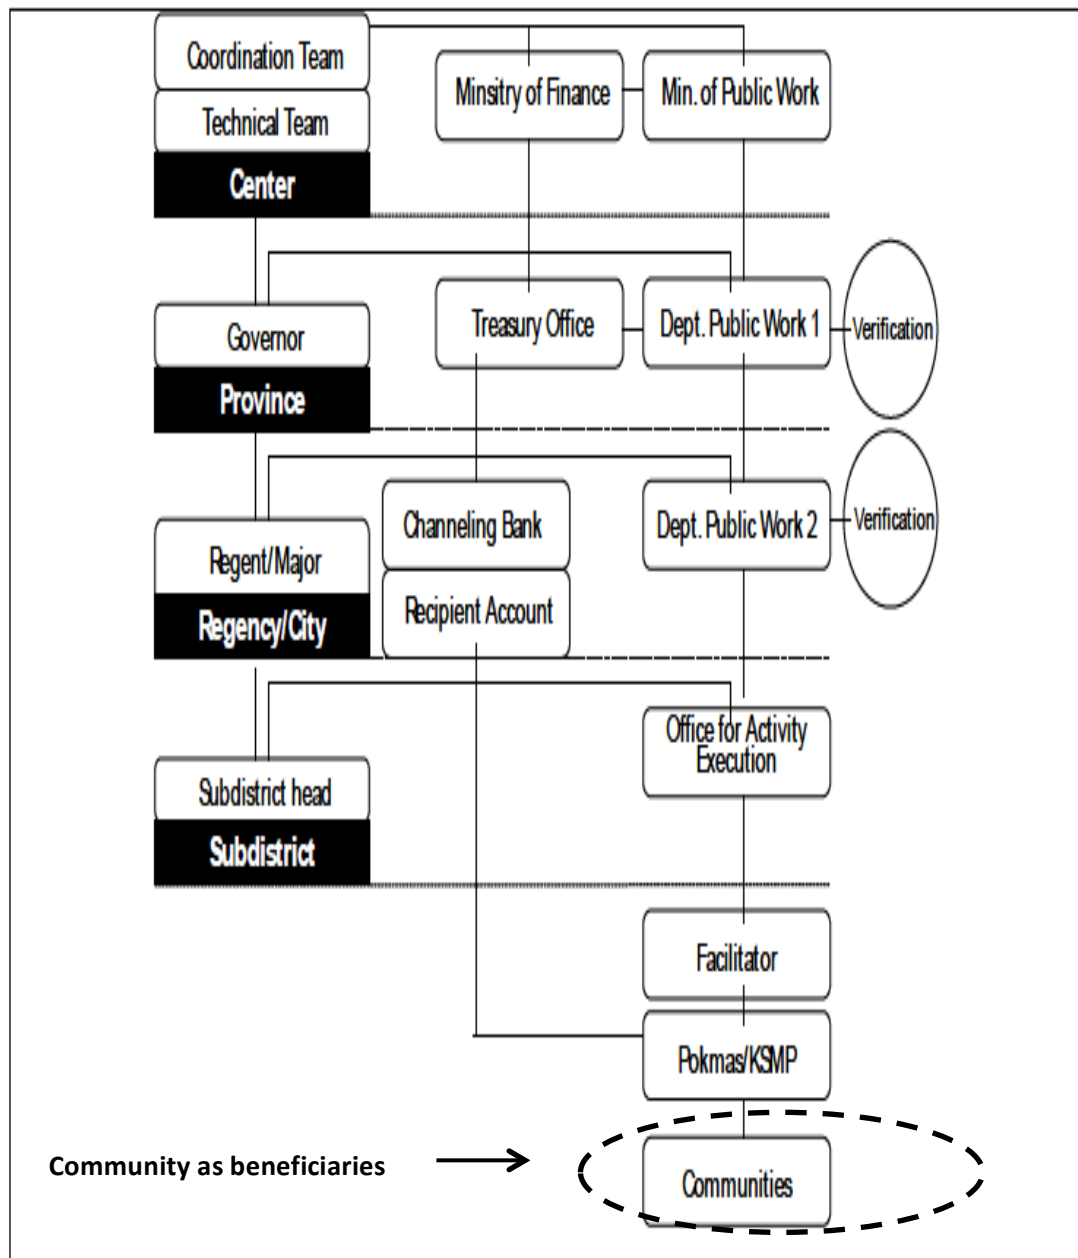 Coordination Team
Minsitry of Finance
Min. of Public Work
Technical Team
Center
Governor
Treasury Office
Dept. Public Work 1
Verification
Province
Channeling Bank
Dept. Public Work 2
Verification
Regent/Major
Recipient Account
Regency/City
Office for Activity
Execution
Subdistrict head
Subdistrict
Facilitator
Pokmas/KSMP
Community as beneficiaries
Communities